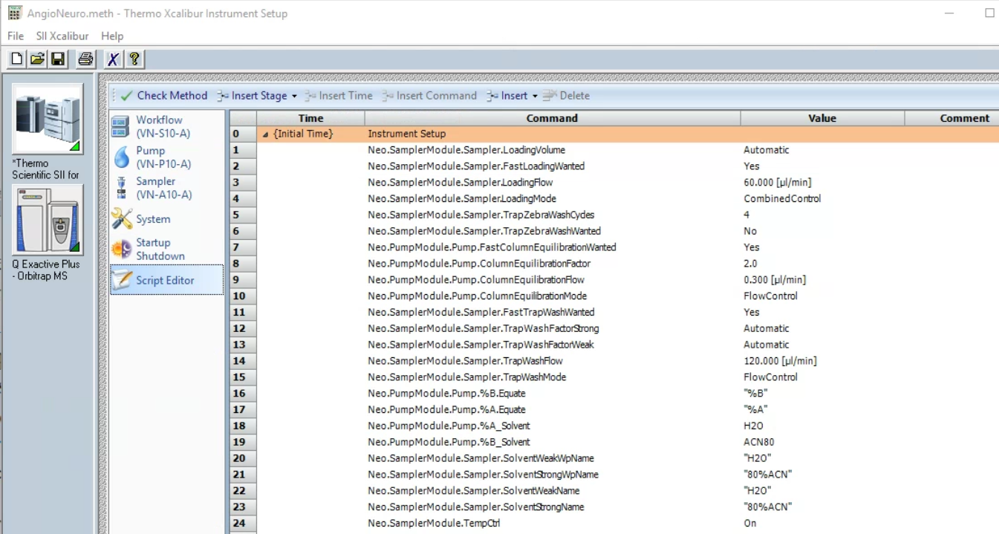 AngioNeuro.meth - Thermo Xcalibur Instrument Setup
File SII Xcalibur Help
Check Method Insert Stage Insert Time Insert Command Insert Delete
*Thermo
Scientific SII for
Q Exactive Plus
- Orbitrap MS
Workflow
(VN-S10-A)
Pump
(VN-P10-A)
Sampler
(VN-A10-A)
System
Startup
Shutdown
Script Editor
Time Command Value Comment
0 {Initial Time} Instrument Setup
1 Neo.SamplerModule.Sampler.LoadingVolume Automatic
2 Neo.SamplerModule.Sampler.FastLoadingWanted Yes
3 Neo.SamplerModule.Sampler.LoadingFlow 60.000 [µl/min]
4 Neo.SamplerModule.Sampler.LoadingMode CombinedControl
5 Neo.SamplerModule.Sampler.TrapZebraWashCycles 4
6 Neo.SamplerModule.Sampler.TrapZebraWashWanted No
7 Neo.PumpModule.Pump.FastColumnEquilibrationWanted Yes
8 Neo.PumpModule.Pump.ColumnEquilibrationFactor 2.0
9 Neo.PumpModule.Pump.ColumnEquilibrationFlow 0.300 [µl/min]
10 Neo.PumpModule.Pump.ColumnEquilibrationMode FlowControl
11 Neo.SamplerModule.Sampler.FastTrapWashWanted Yes
12 Neo.SamplerModule.Sampler.TrapWashFactorStrong Automatic
13 Neo.SamplerModule.Sampler.TrapWashFactorWeak Automatic
14 Neo.SamplerModule.Sampler.TrapWashFlow 120.000 [µl/min]
15 Neo.SamplerModule.Sampler.TrapWashMode FlowControl
16 Neo.PumpModule.Pump.%B.Equate "%B"
17 Neo.PumpModule.Pump.%A.Equate "%A"
18 Neo.PumpModule.Pump.%A_Solvent H2O
19 Neo.PumpModule.Pump.%B_Solvent ACN80
20 Neo.SamplerModule.Sampler.SolventWeakWpName "H2O"
21 Neo.SamplerModule.Sampler.SolventStrongWpName "80%ACN"
22 Neo.SamplerModule.Sampler.SolventWeakName "H2O"
23 Neo.SamplerModule.Sampler.SolventStrongName "80%ACN"
24 Neo.SamplerModule.TempCtrl On